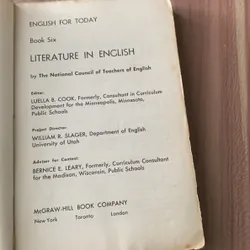 ENGLISH FOR TODAY
Book Six
LITERATURE IN ENGLISH
by The National Council of Teachers of English
Editor:
LUELLA B. COOK, Formerly, Consultant in Curriculum
Development for the Minneapolis, Minnesota,
Public Schools
Project Director:
WILLIAM R. SLAGER, Department of English
University of Utah
Adviser for Content:
BERNICE E. LEARY, Formerly, Curriculum Consultant
for the Madison, Wisconsin, Public Schools
McGRAW-HILL BOOK COMPANY
New York Toronto London